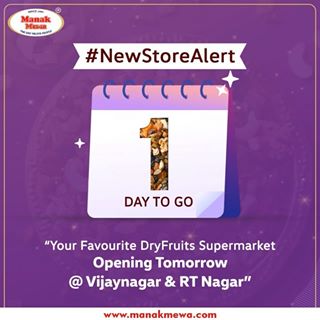 Manak
Mewa
#NewStoreAlert
1
DAY TO GO
"Your Favourite DryFruits Supermarket
Opening Tomorrow
@ Vijaynagar & RT Nagar"
www.manakmewa.com